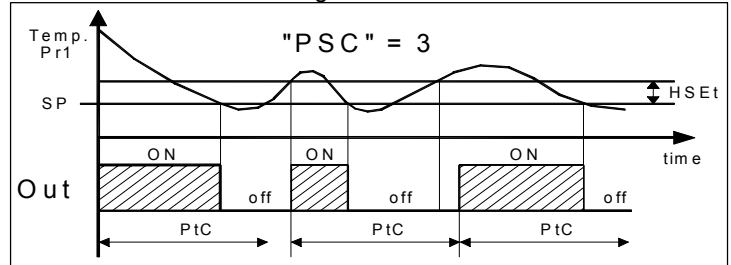 Temp.
Pr1
"PSC" = 3
HSEt
SP
time
ON
ON
ON
Out
off
off
off
PtC
PtC
PtC